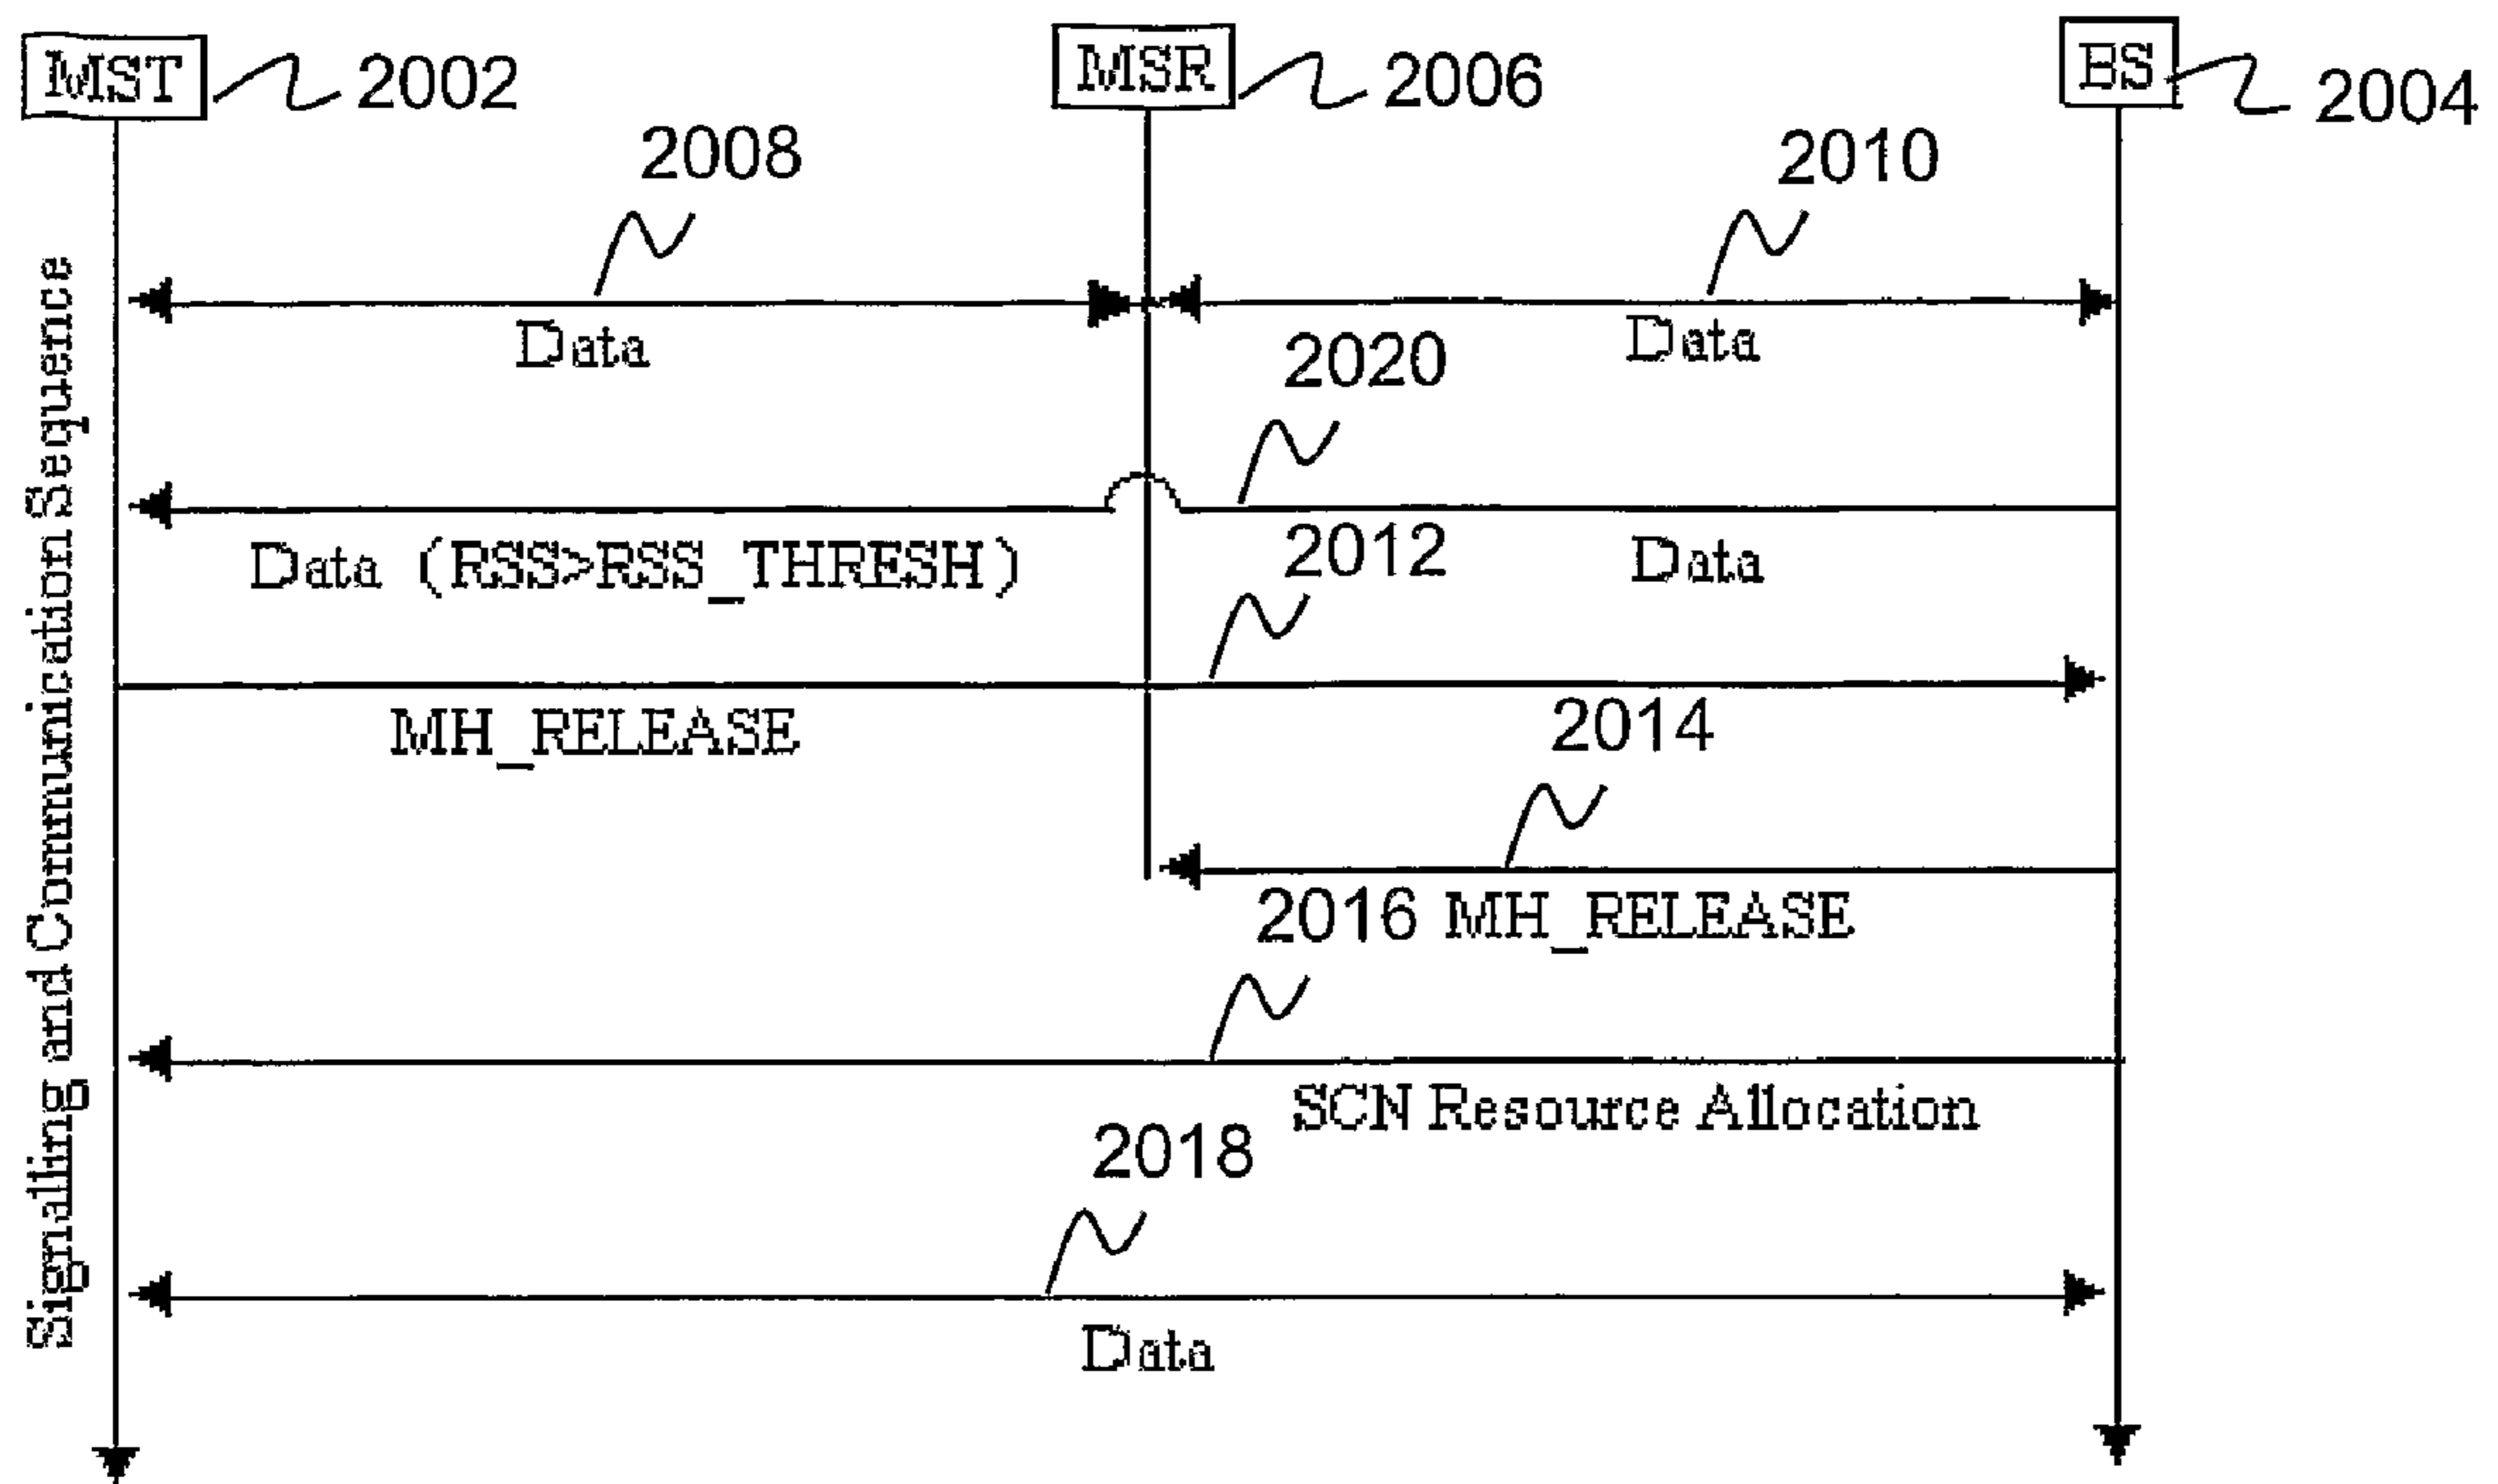 MST 2002 MSR 2006 BS 2004
2008 2010
Data Data
2020
Data (RSS>RSS_THRESH) 2012 Data
MH_RELEASE 2014
2016 MH_RELEASE
SCN Resource Allocation
2018
Data
Signalling and Communication Sequence